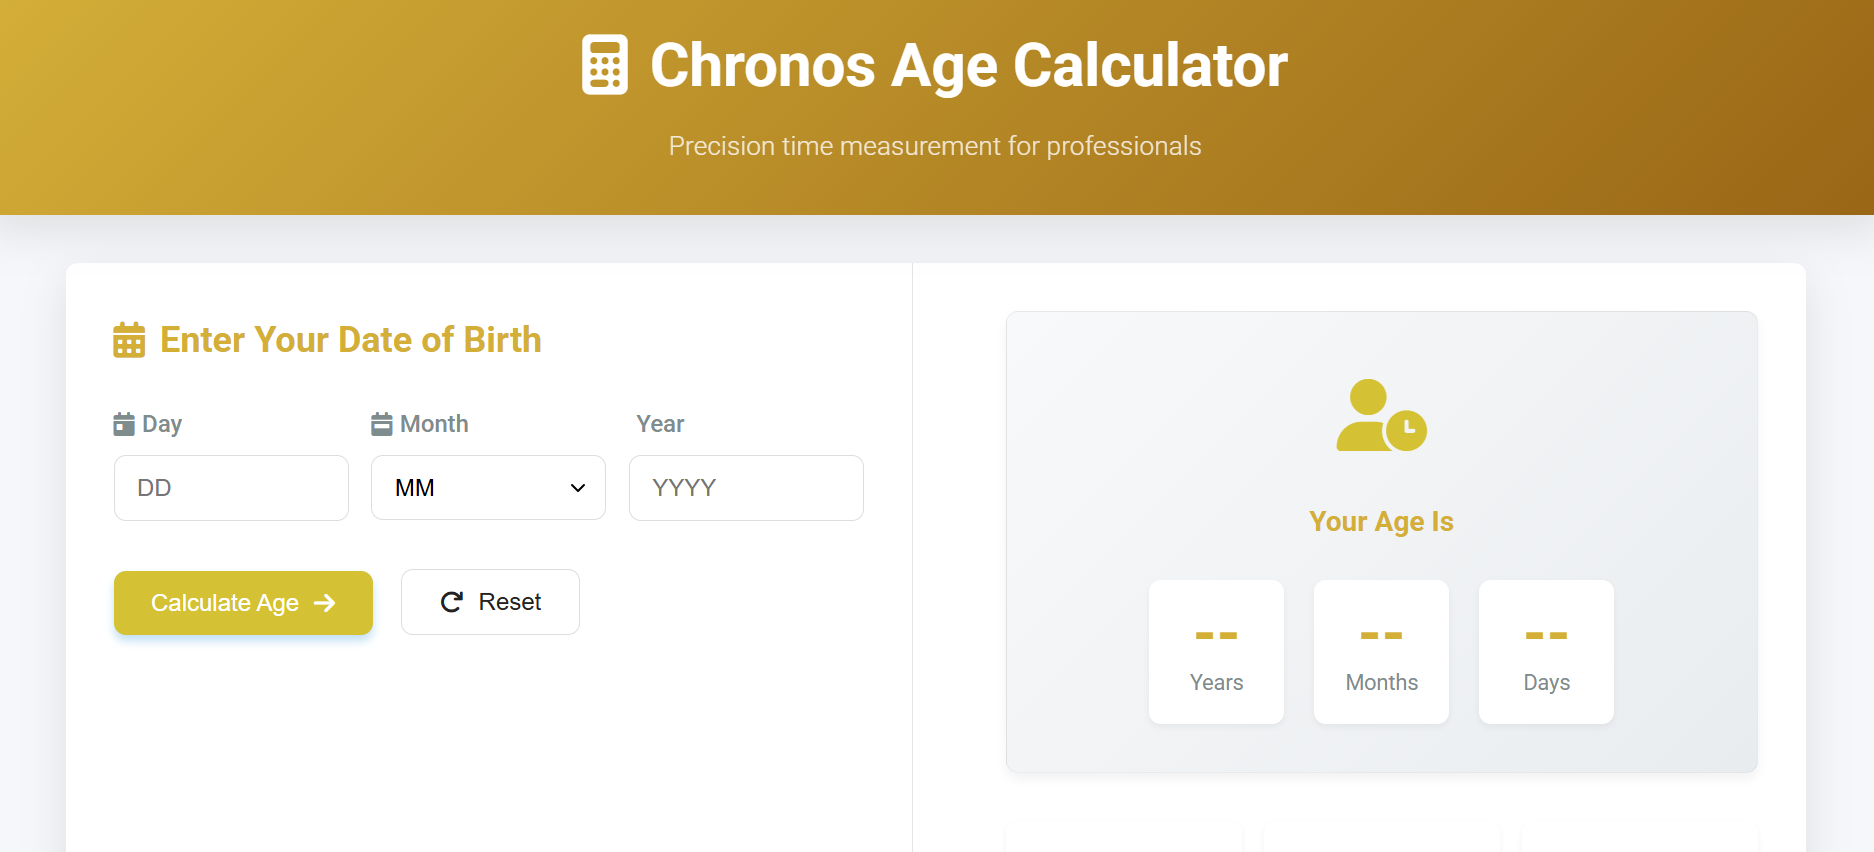 Chronos Age Calculator
Precision time measurement for professionals
Enter Your Date of Birth
Day
Month
Year
DD
MM
YYYY
Calculate Age
Reset
Your Age Is
--
--
--
Years
Months
Days